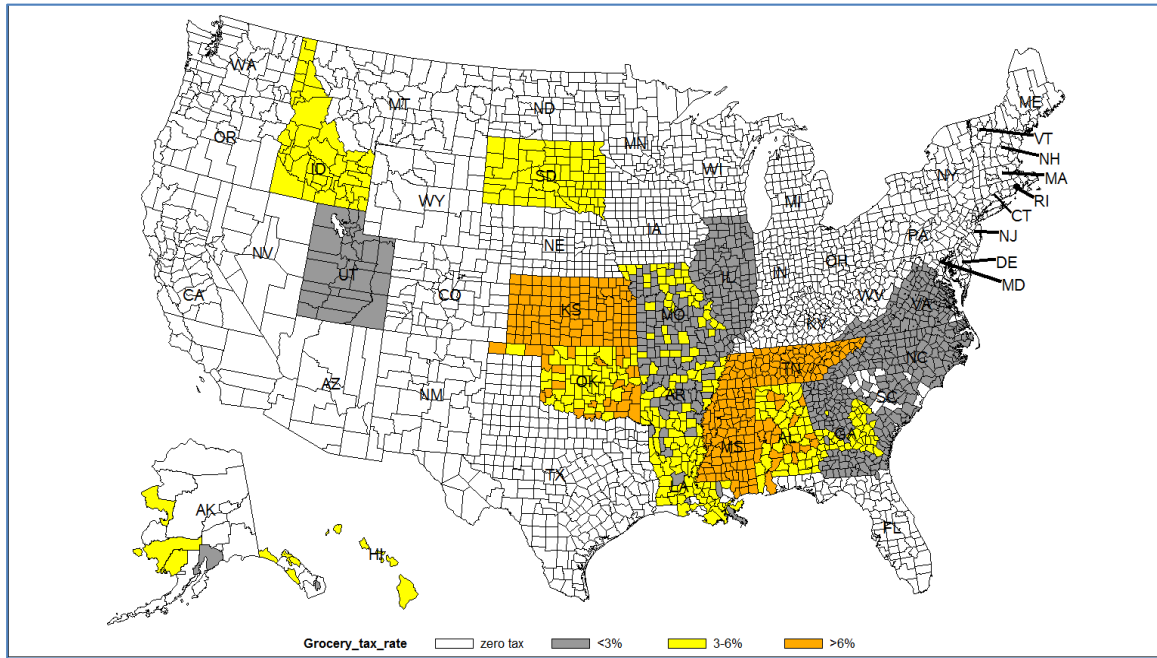 WA
MT
ND
ME
OR
MN
VT
ID
SD
WI
NY
NH
MA
WY
MI
RI
IA
CT
NE
PA
NJ
NV
UT
IL
IN
OH
DE
CA
CO
MD
KS
MO
WV
VA
KY
AZ
NM
OK
AR
TN
NC
SC
MS
AL
GA
TX
LA
AK
FL
HI
Grocery_tax_rate zero tax <3% 3-6% >6%